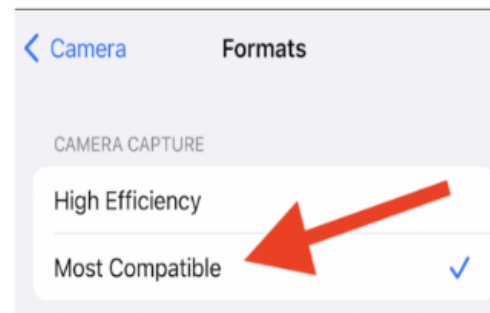 Camera
Formats
CAMERA CAPTURE
High Efficiency
Most Compatible